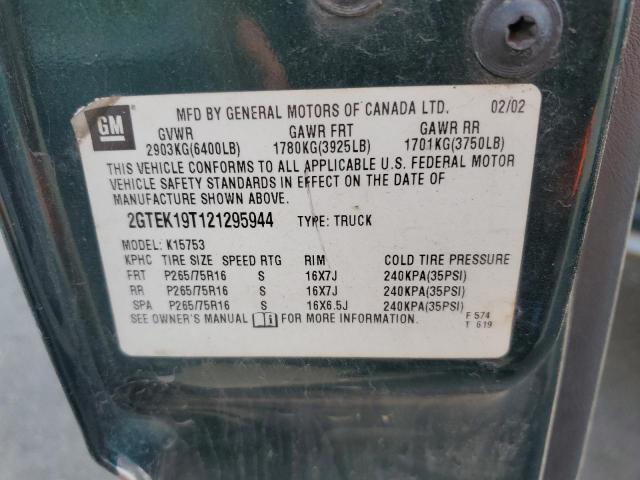 GM
MFD BY GENERAL MOTORS OF CANADA LTD. 02/02
GVWR GAWR FRT GAWR RR
2903KG(6400LB) 1780KG(3925LB) 1701KG(3750LB)
THIS VEHICLE CONFORMS TO ALL APPLICABLE U.S. FEDERAL MOTOR
VEHICLE SAFETY STANDARDS IN EFFECT ON THE DATE OF
MANUFACTURE SHOWN ABOVE.
2GTEK19T121295944 TYPE: TRUCK
MODEL: K15753
KPHC TIRE SIZE SPEED RTG RIM COLD TIRE PRESSURE
FRT P265/75R16 S 16X7J 240KPA(35PSI)
RR P265/75R16 S 16X7J 240KPA(35PSI)
SPA P265/75R16 S 16X6.5J 240KPA(35PSI)
SEE OWNER'S MANUAL FOR MORE INFORMATION.
F 574
T 619